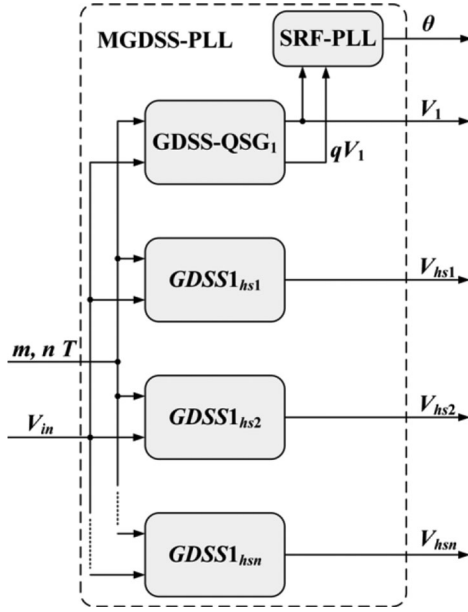 MGDSS-PLL
SRF-PLL
θ
GDSS-QSG₁
V₁
qV₁
GDSS1ₕₛ₁
Vₕₛ₁
m, n T
GDSS1ₕₛ₂
Vₕₛ₂
Vᵢₙ
GDSS1ₕₛₙ
Vₕₛₙ